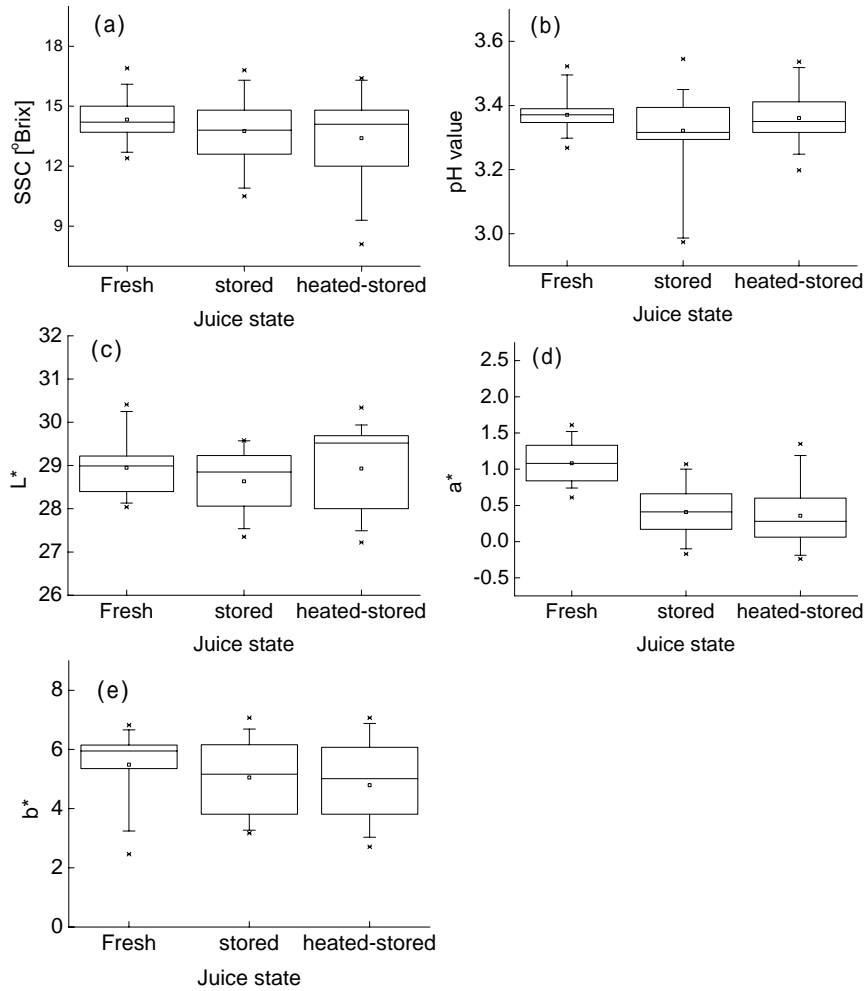 (a)
SSC [°Brix]
18
15
12
9
Fresh stored heated-stored
Juice state
(b)
pH value
3.6
3.4
3.2
3.0
Fresh stored heated-stored
Juice state
(c)
L*
32
31
30
29
28
27
26
Fresh stored heated-stored
Juice state
(d)
a*
2.5
2.0
1.5
1.0
0.5
0.0
-0.5
Fresh stored heated-stored
Juice state
(e)
b*
8
6
4
2
0
Fresh stored heated-stored
Juice state